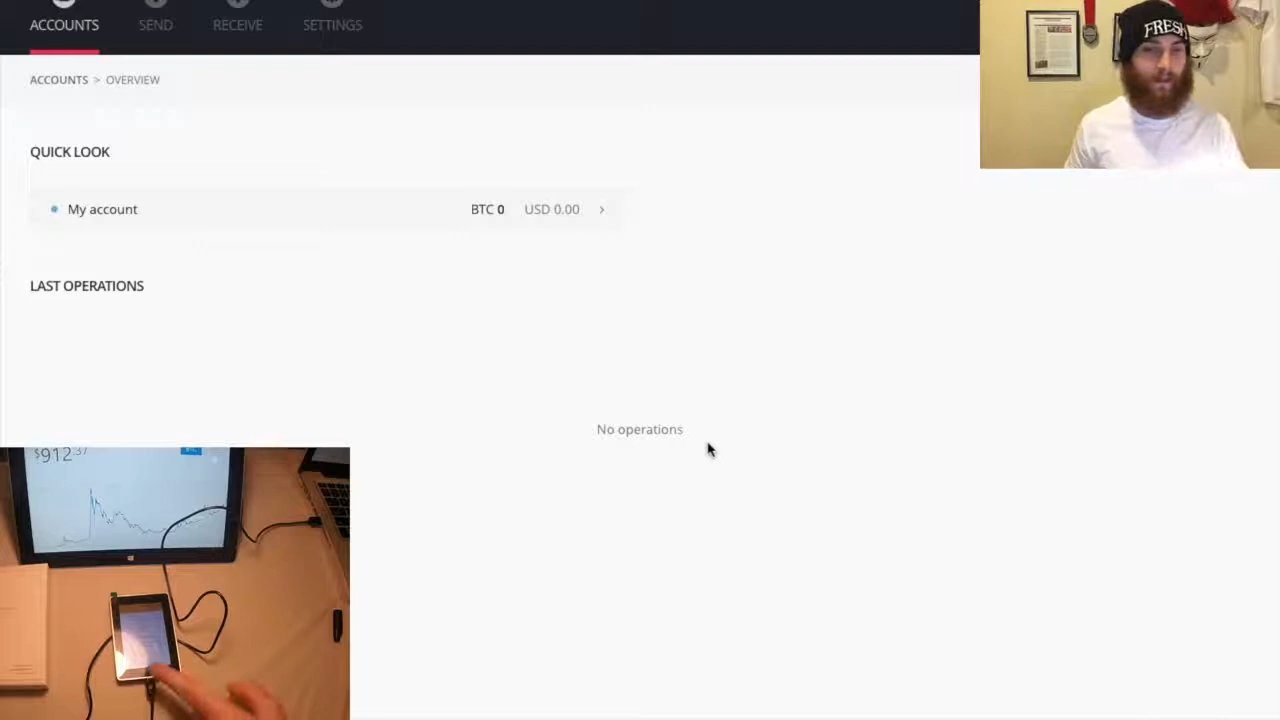 ACCOUNTS SEND RECEIVE SETTINGS
ACCOUNTS > OVERVIEW
QUICK LOOK
My account BTC 0 USD 0.00 >
LAST OPERATIONS
No operations
FRESH
$912.37